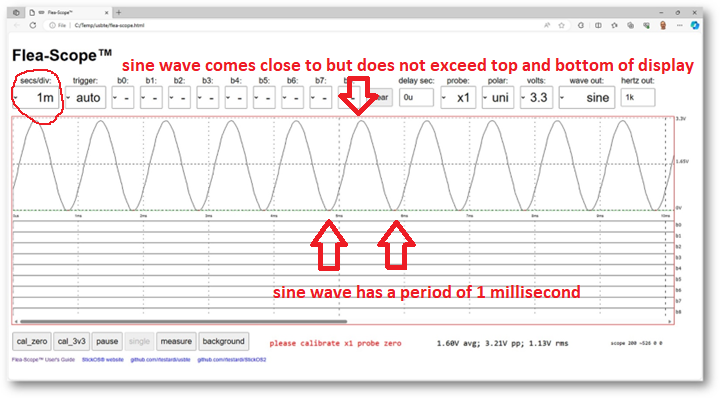 Flea-Scope™
File C:/Temp/usbte/flea-scope.html
Flea-Scope™
sine wave comes close to but does not exceed top and bottom of display
secs/div: trigger: b0: b1: b2: b3: b4: b5: b6: b7: delay sec: probe: polar: volts: wave out: hertz out:
1m auto - - - - - - - - - 0u x1 uni 3.3 sine 1k
3.3V
1.65V
0V
0us 1ms 2ms 3ms 4ms 5ms 6ms 7ms 8ms 9ms 10ms
b0
b1
b2
b3
b4
b5
b6
b7
b8
sine wave has a period of 1 millisecond
cal_zero cal_3v3 pause single measure background please calibrate x1 probe zero 1.60V avg; 3.21V pp; 1.13V rms scope 200 -526 0 0
Flea-Scope™ User's Guide StickOS® website github.com/rtestardi/usbte github.com/rtestardi/StickOS2